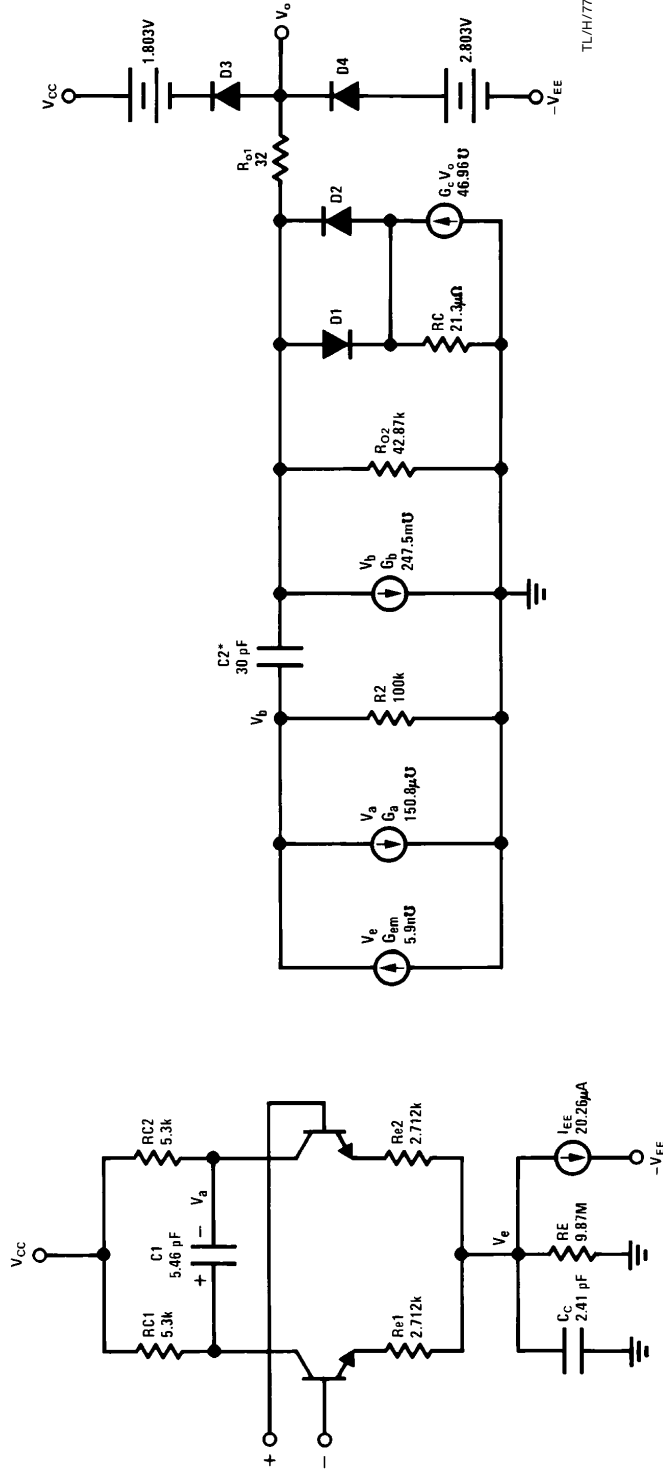 VCC
RC1
5.3k
RC2
5.3k
C1
5.46 pF
+
−
Va
+
−
Re1
2.712k
Re2
2.712k
Ve
CC
2.41 pF
RE
9.87M
IEE
20.26μA
−VEE
Ve
Gem
5.9n℧
Va
Ga
150.8μ℧
Vb
R2
100k
C2*
30 pF
Vb
Gb
247.5m℧
RO2
42.87k
D1
D2
RC
21.3μΩ
GcVo
46.96℧
Ro1
32
VCC
1.803V
D3
Vo
D4
2.803V
−VEE
TL/H/77